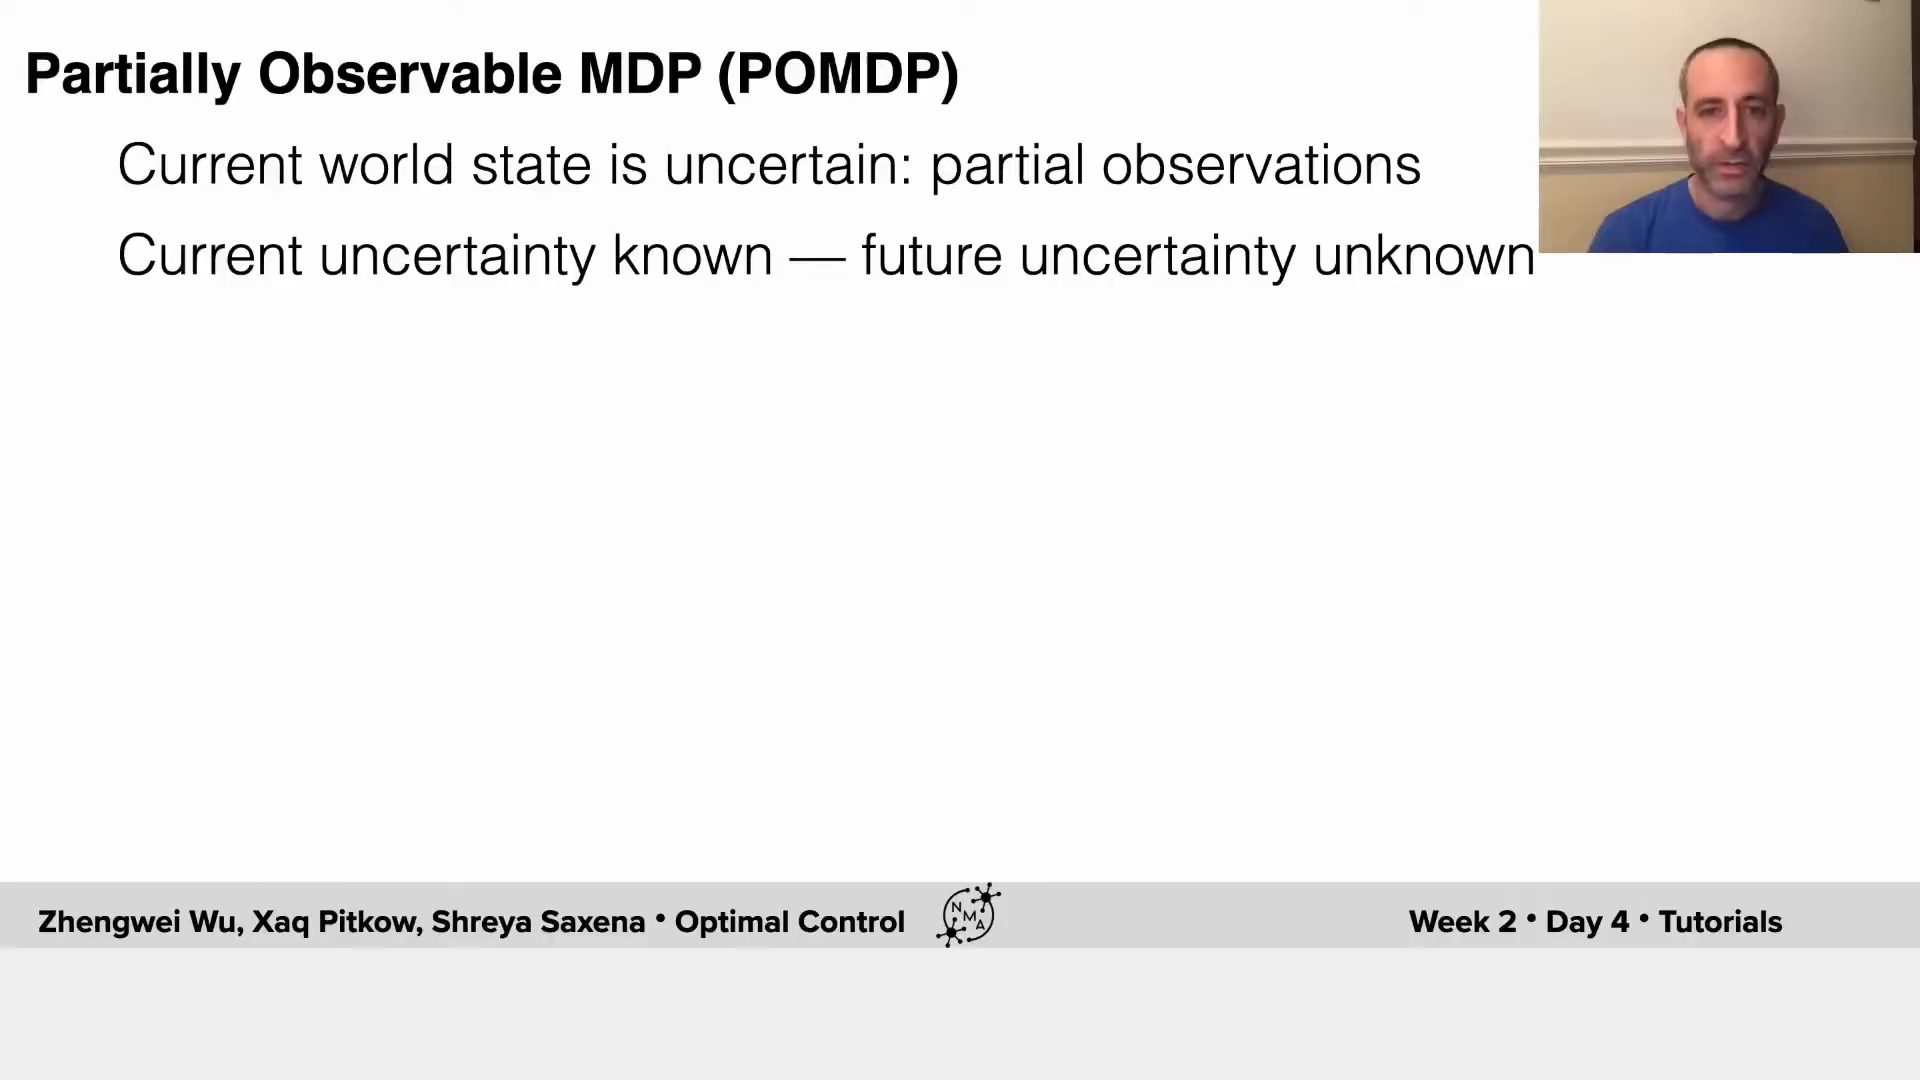 Partially Observable MDP (POMDP)
Current world state is uncertain: partial observations
Current uncertainty known — future uncertainty unknown
Zhengwei Wu, Xaq Pitkow, Shreya Saxena • Optimal Control
NMA
Week 2 • Day 4 • Tutorials